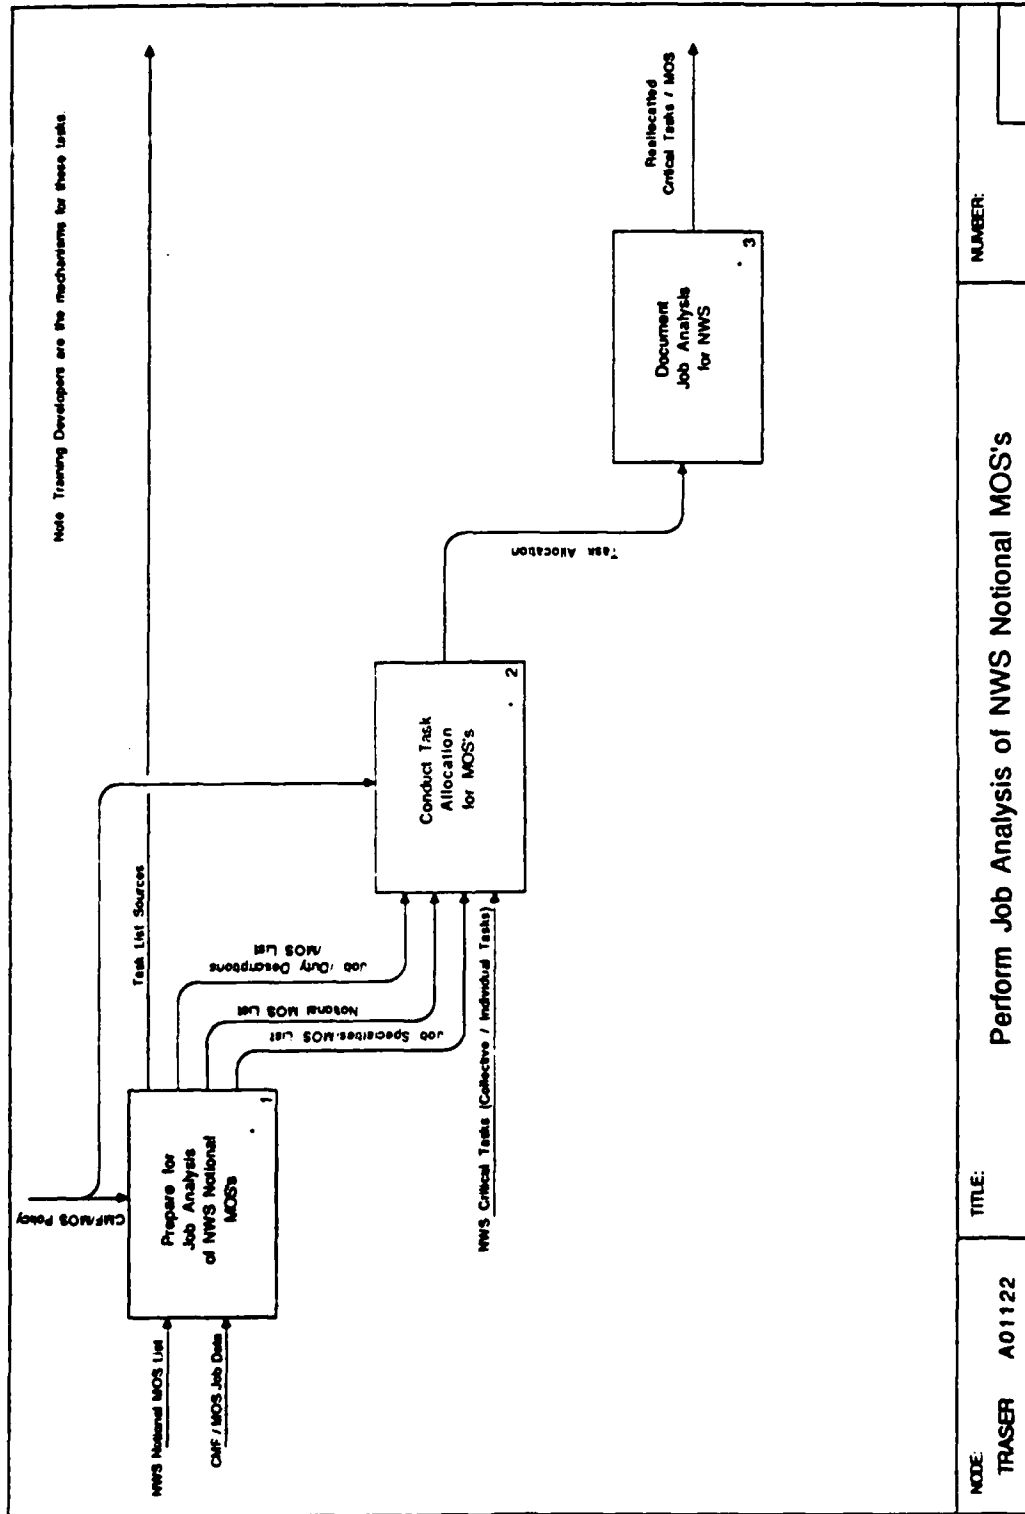 Note Training Developers are the mechanisms for these tasks.
CMF/MOS Policy
NWS Notional MOS List
CMF / MOS Job Data
Prepare for
Job Analysis
of NWS Notional
MOS's
1
Task List Sources
Job /Duty Descriptions
/MOS List
Notional MOS List
Job Specialties-MOS List
NWS Critical Tasks (Collective / Individual Tasks)
Conduct Task
Allocation
for MOS's
2
Task Allocation
Document
Job Analysis
for NWS
3
Reallocatted
Critical Tasks / MOS
NODE:
TRASER A01122
TITLE:
Perform Job Analysis of NWS Notional MOS's
NUMBER: